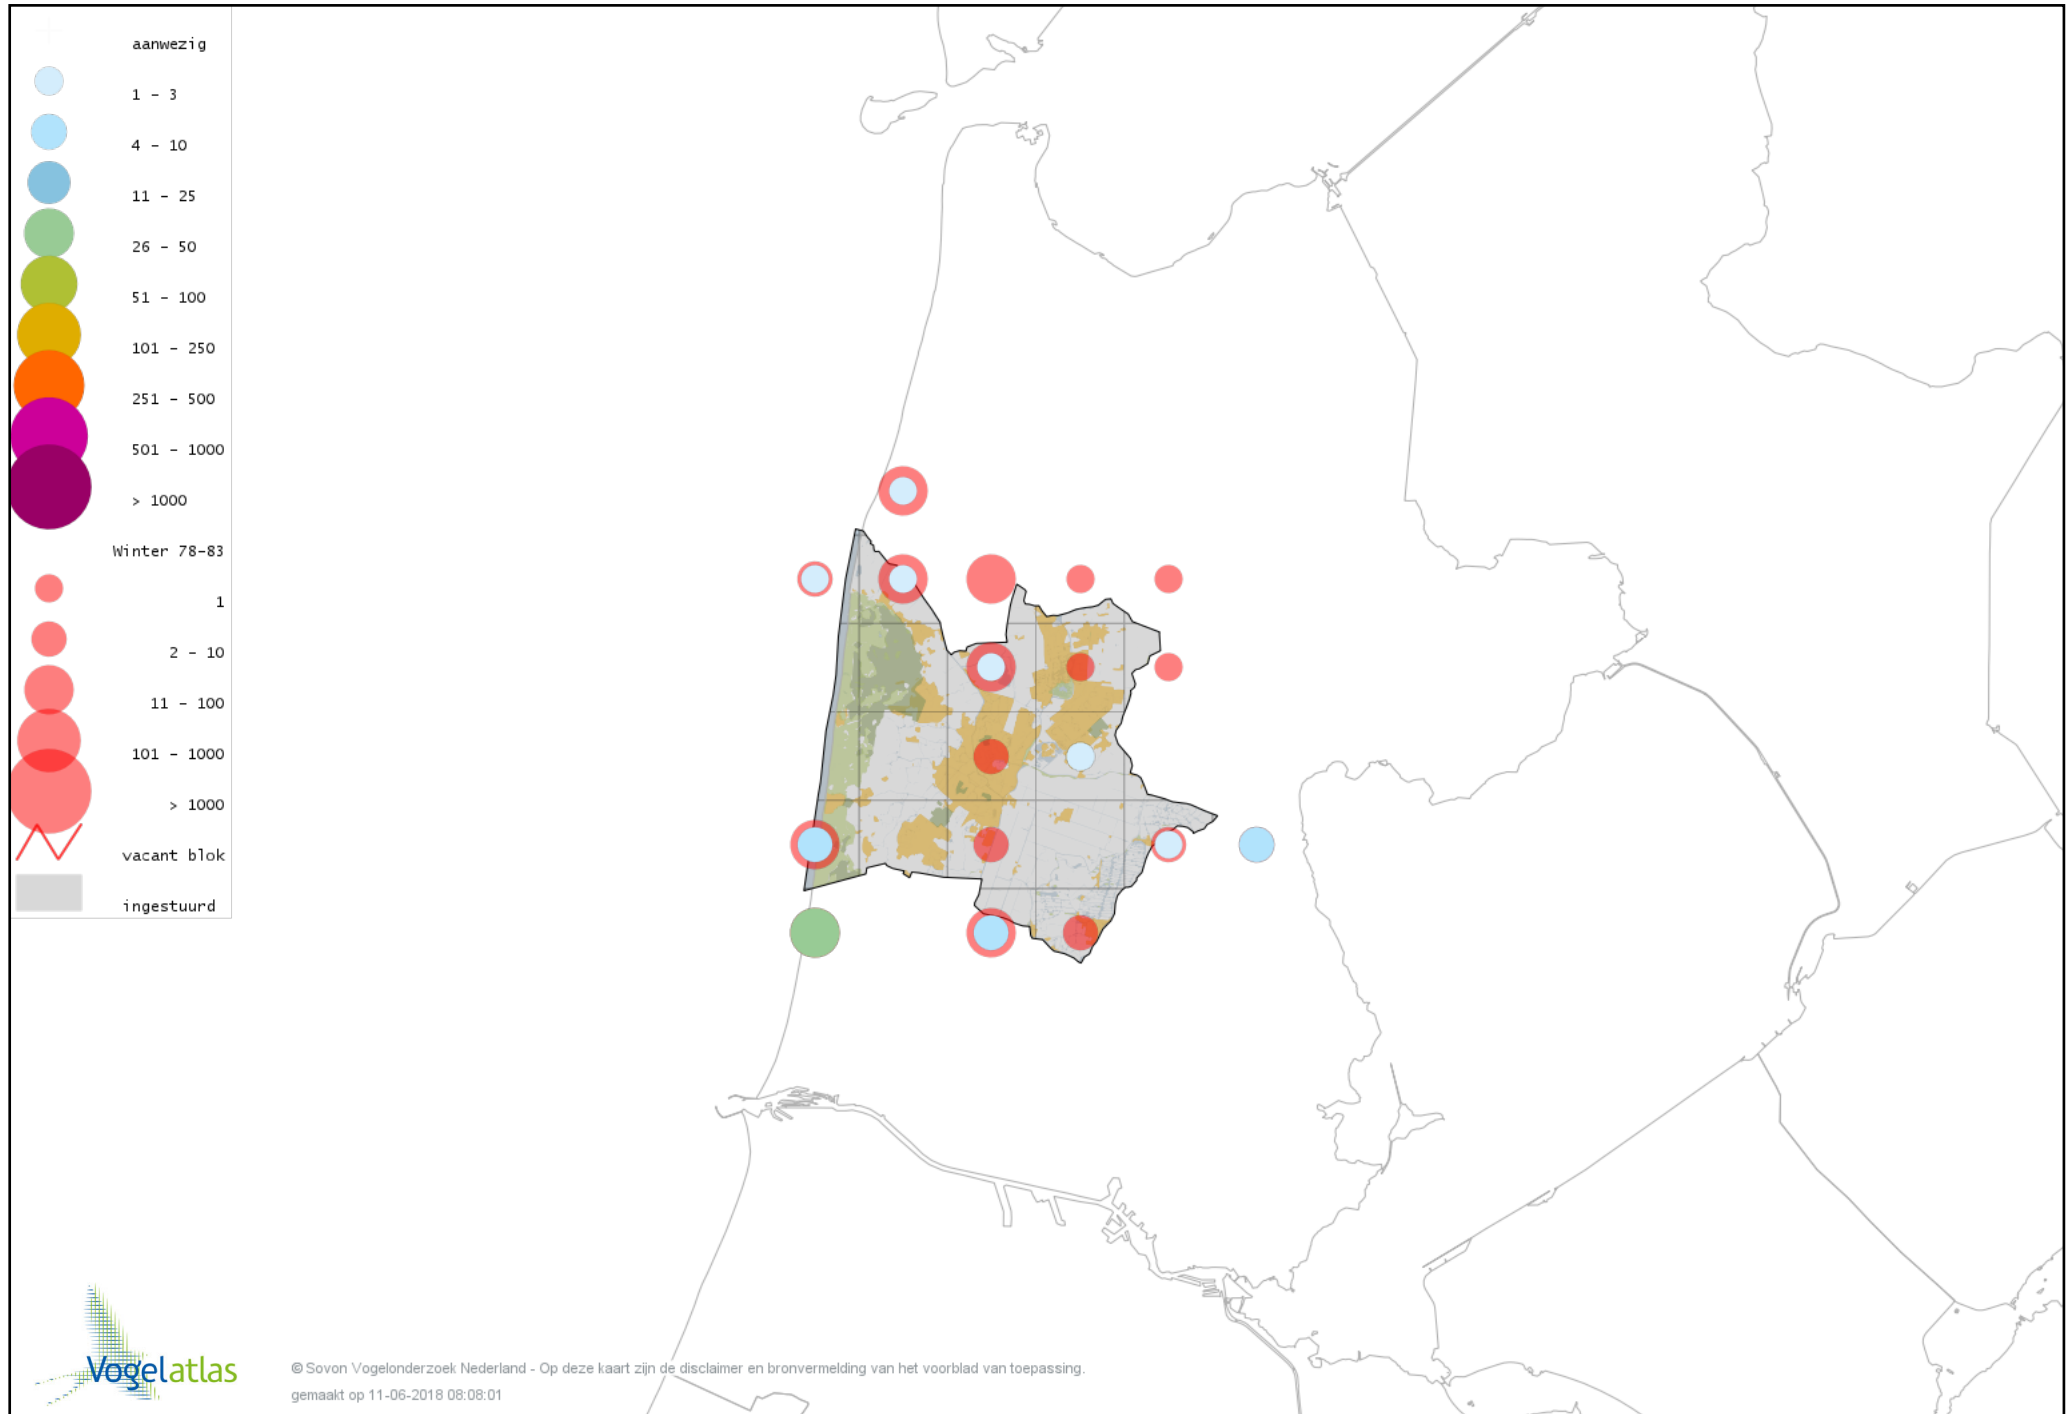 aanwezig
1 - 3
4 - 10
11 - 25
26 - 50
51 - 100
101 - 250
251 - 500
501 - 1000
> 1000
Winter 78-83
1
2 - 10
11 - 100
101 - 1000
> 1000
vacant blok
ingestuurd
Vogelatlas
© Sovon Vogelonderzoek Nederland - Op deze kaart zijn de disclaimer en bronvermelding van het voorblad van toepassing.
gemaakt op 11-06-2018 08:08:01